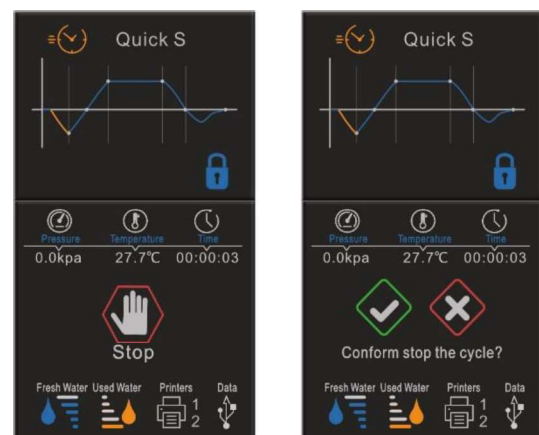 Quick S
Pressure Temperature Time
0.0kpa 27.7℃ 00:00:03
Stop
Fresh Water Used Water Printers Data
1
2
Quick S
Pressure Temperature Time
0.0kpa 27.7℃ 00:00:03
Conform stop the cycle?
Fresh Water Used Water Printers Data
1
2